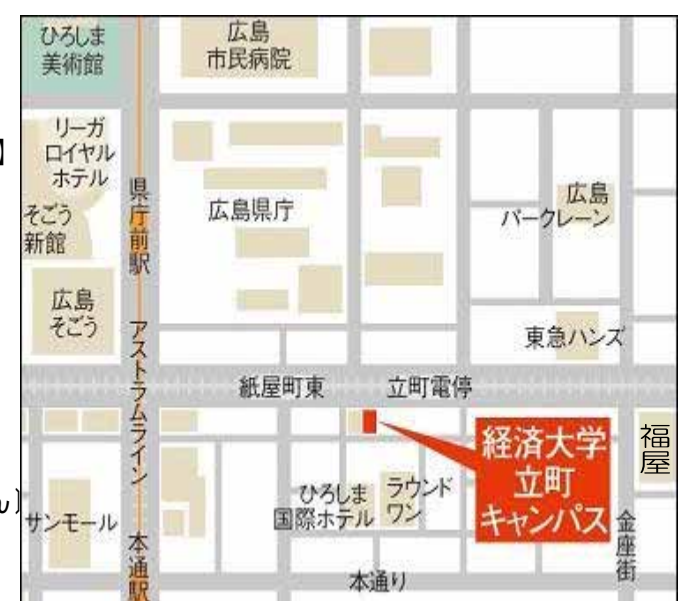 ひろしま
美術館
広島
市民病院
リーガ
ロイヤル
ホテル
】
そごう
新館
県庁前駅
広島県庁
広島
パークレーン
広島
そごう
アストラムライン
東急ハンズ
紙屋町東
立町電停
経済大学
立町
キャンパス
福屋
ひろしま
国際ホテル
ラウンド
ワン
サンモール
本通駅
金座街
本通り